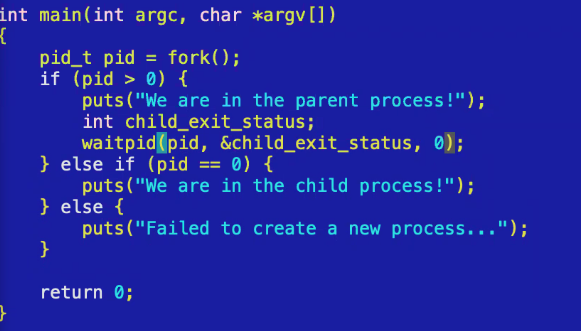 int main(int argc, char *argv[])
{
    pid_t pid = fork();
    if (pid > 0) {
        puts("We are in the parent process!");
        int child_exit_status;
        waitpid(pid, &child_exit_status, 0);
    } else if (pid == 0) {
        puts("We are in the child process!");
    } else {
        puts("Failed to create a new process...");
    }

    return 0;
}